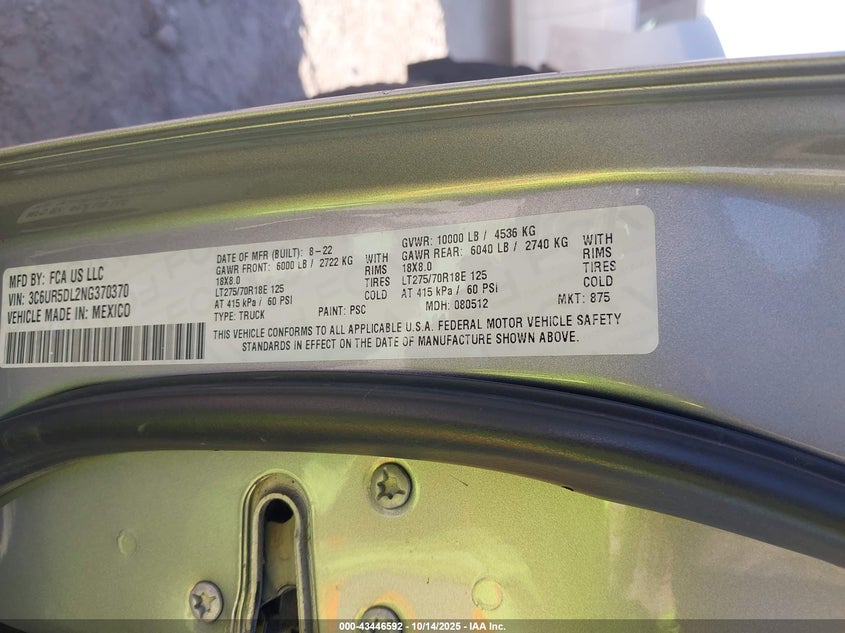 MFD BY: FCA US LLC
VIN: 3C6UR5DL2NG370370
VEHICLE MADE IN: MEXICO
DATE OF MFR (BUILT): 8-22
GAWR FRONT: 6000 LB / 2722 KG WITH
18X8.0 RIMS
LT275/70R18E 125 TIRES
AT 415 kPa / 60 PSI COLD
TYPE: TRUCK PAINT: PSC
GVWR: 10000 LB / 4536 KG
GAWR REAR: 6040 LB / 2740 KG WITH
18X8.0 RIMS
LT275/70R18E 125 TIRES
AT 415 kPa / 60 PSI COLD
MDH: 080512 MKT: 875
THIS VEHICLE CONFORMS TO ALL APPLICABLE U.S.A. FEDERAL MOTOR VEHICLE SAFETY
STANDARDS IN EFFECT ON THE DATE OF MANUFACTURE SHOWN ABOVE.
000-43446592 - 10/14/2025 - IAA Inc.